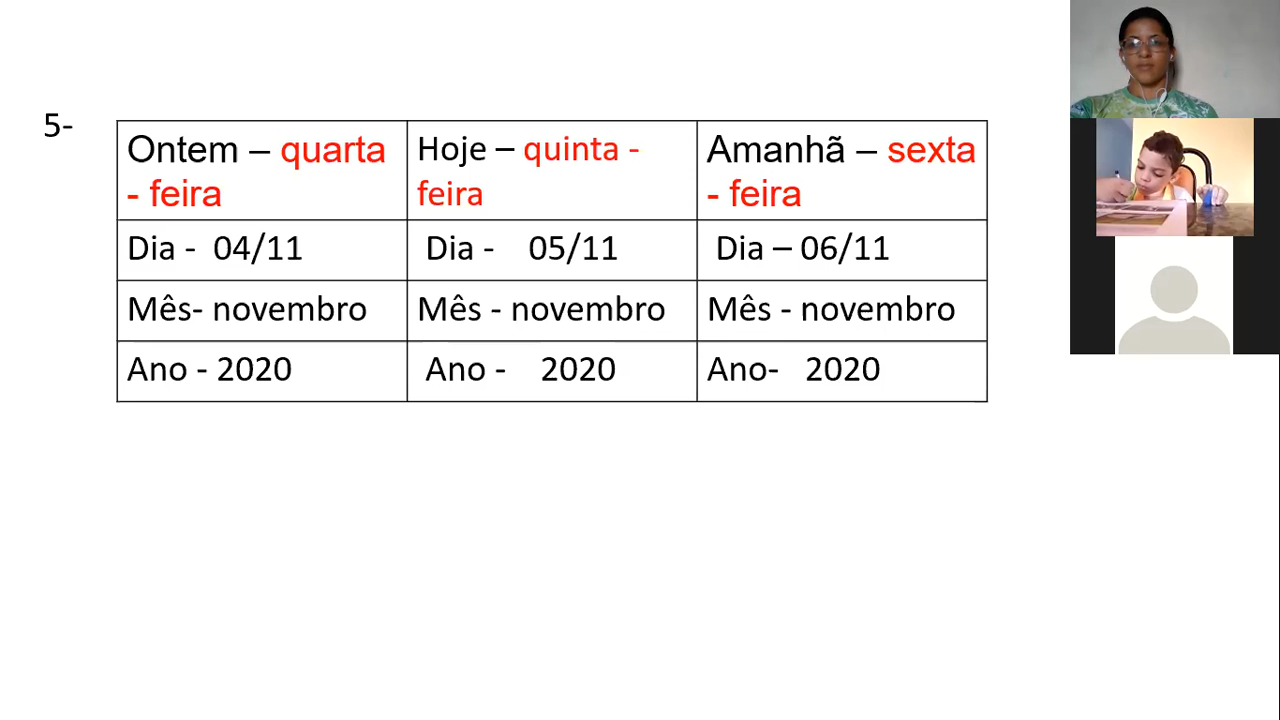 5-
Ontem – quarta
- feira
Hoje – quinta -
feira
Amanhã – sexta
- feira
Dia - 04/11
Dia - 05/11
Dia – 06/11
Mês- novembro
Mês - novembro
Mês - novembro
Ano - 2020
Ano - 2020
Ano- 2020